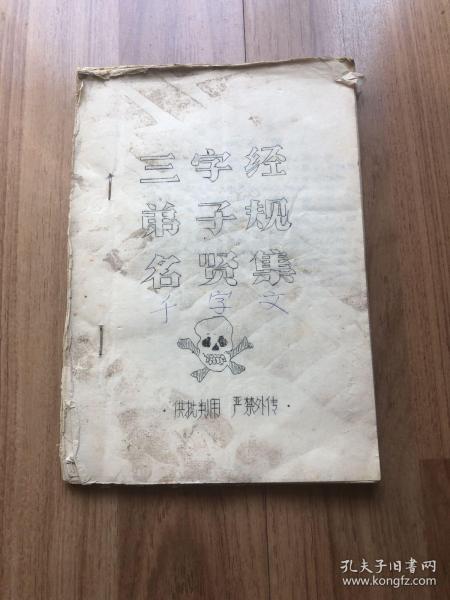 三字经
弟子规
名贤集
千字文
·供批判用 严禁外传·
孔夫子旧书网
www.kongfz.com